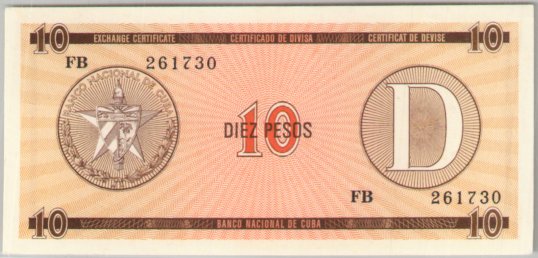 10 EXCHANGE CERTIFICATE CERTIFICADO DE DIVISA CERTIFICAT DE DEVISE 10
FB 261730
BANCO NACIONAL DE CUBA
DIEZ PESOS
10
D
FB 261730
10 BANCO NACIONAL DE CUBA 10